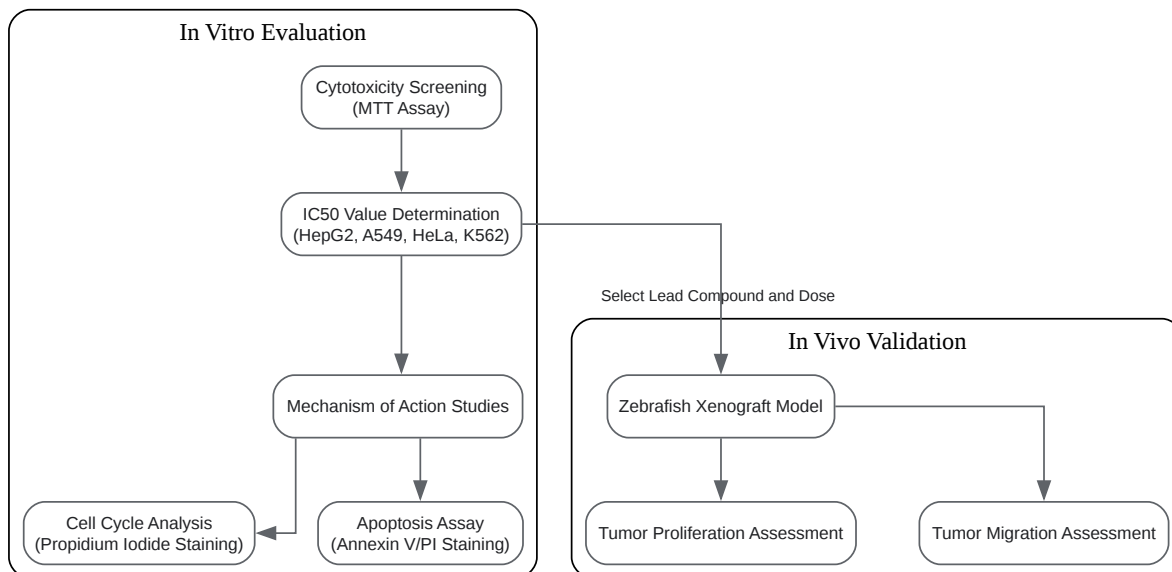 In Vitro Evaluation
Cytotoxicity Screening
(MTT Assay)
IC50 Value Determination
(HepG2, A549, HeLa, K562)
Select Lead Compound and Dose
In Vivo Validation
Mechanism of Action Studies
Zebrafish Xenograft Model
Cell Cycle Analysis
(Propidium Iodide Staining)
Apoptosis Assay
(Annexin V/PI Staining)
Tumor Proliferation Assessment
Tumor Migration Assessment